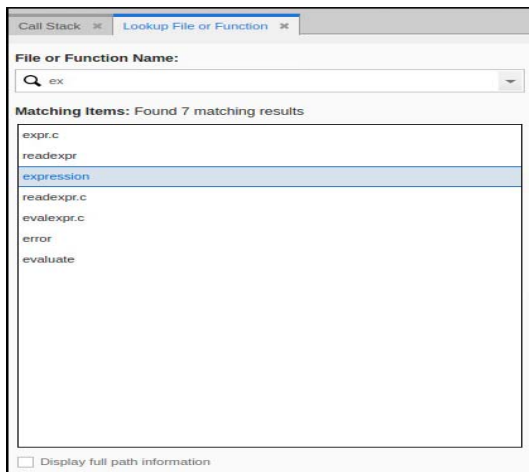 Call Stack Lookup File or Function
File or Function Name:
ex
Matching Items: Found 7 matching results
expr.c
readexpr
expression
readexpr.c
evalexpr.c
error
evaluate
Display full path information